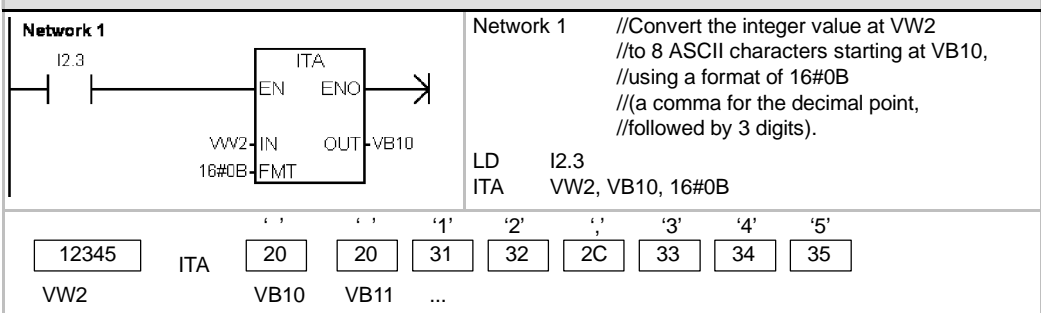 Network 1
I2.3
ITA
EN ENO
VW2 IN OUT VB10
16#0B FMT
Network 1 //Convert the integer value at VW2
//to 8 ASCII characters starting at VB10,
//using a format of 16#0B
//(a comma for the decimal point,
//followed by 3 digits).
LD I2.3
ITA VW2, VB10, 16#0B
‘ ’ ‘ ’ ‘1’ ‘2’ ‘,’ ‘3’ ‘4’ ‘5’
12345 ITA 20 20 31 32 2C 33 34 35
VW2 VB10 VB11 ...